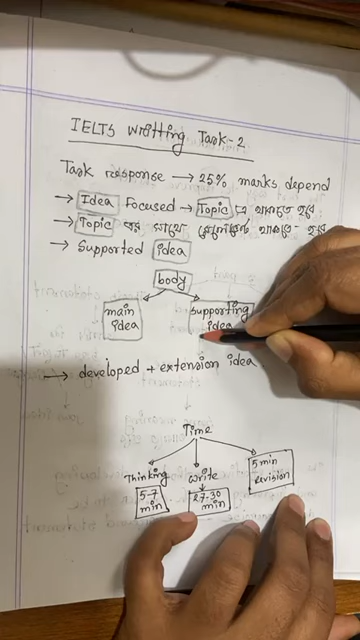 IELTS Writting Task-2
Task response → 25% marks depend
→ Idea Focused → Topic এ থাকতে হবে
→ Topic এর সাথে থাকতে হবে
→ Supported idea
body
main idea
supporting idea
→ developed + extension idea
Time
Thinking
5-7 min
write
27-30 min
5 min revision